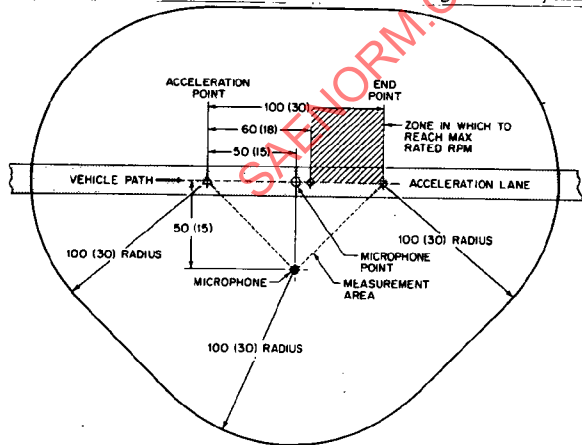 ACCELERATION
POINT
END
POINT
100 (30)
60 (18)
50 (15)
ZONE IN WHICH TO
REACH MAX
RATED RPM
SAENORM.C
VEHICLE PATH
ACCELERATION LANE
50 (15)
MICROPHONE
POINT
100 (30) RADIUS
100 (30) RADIUS
MICROPHONE
MEASUREMENT
AREA
100 (30) RADIUS